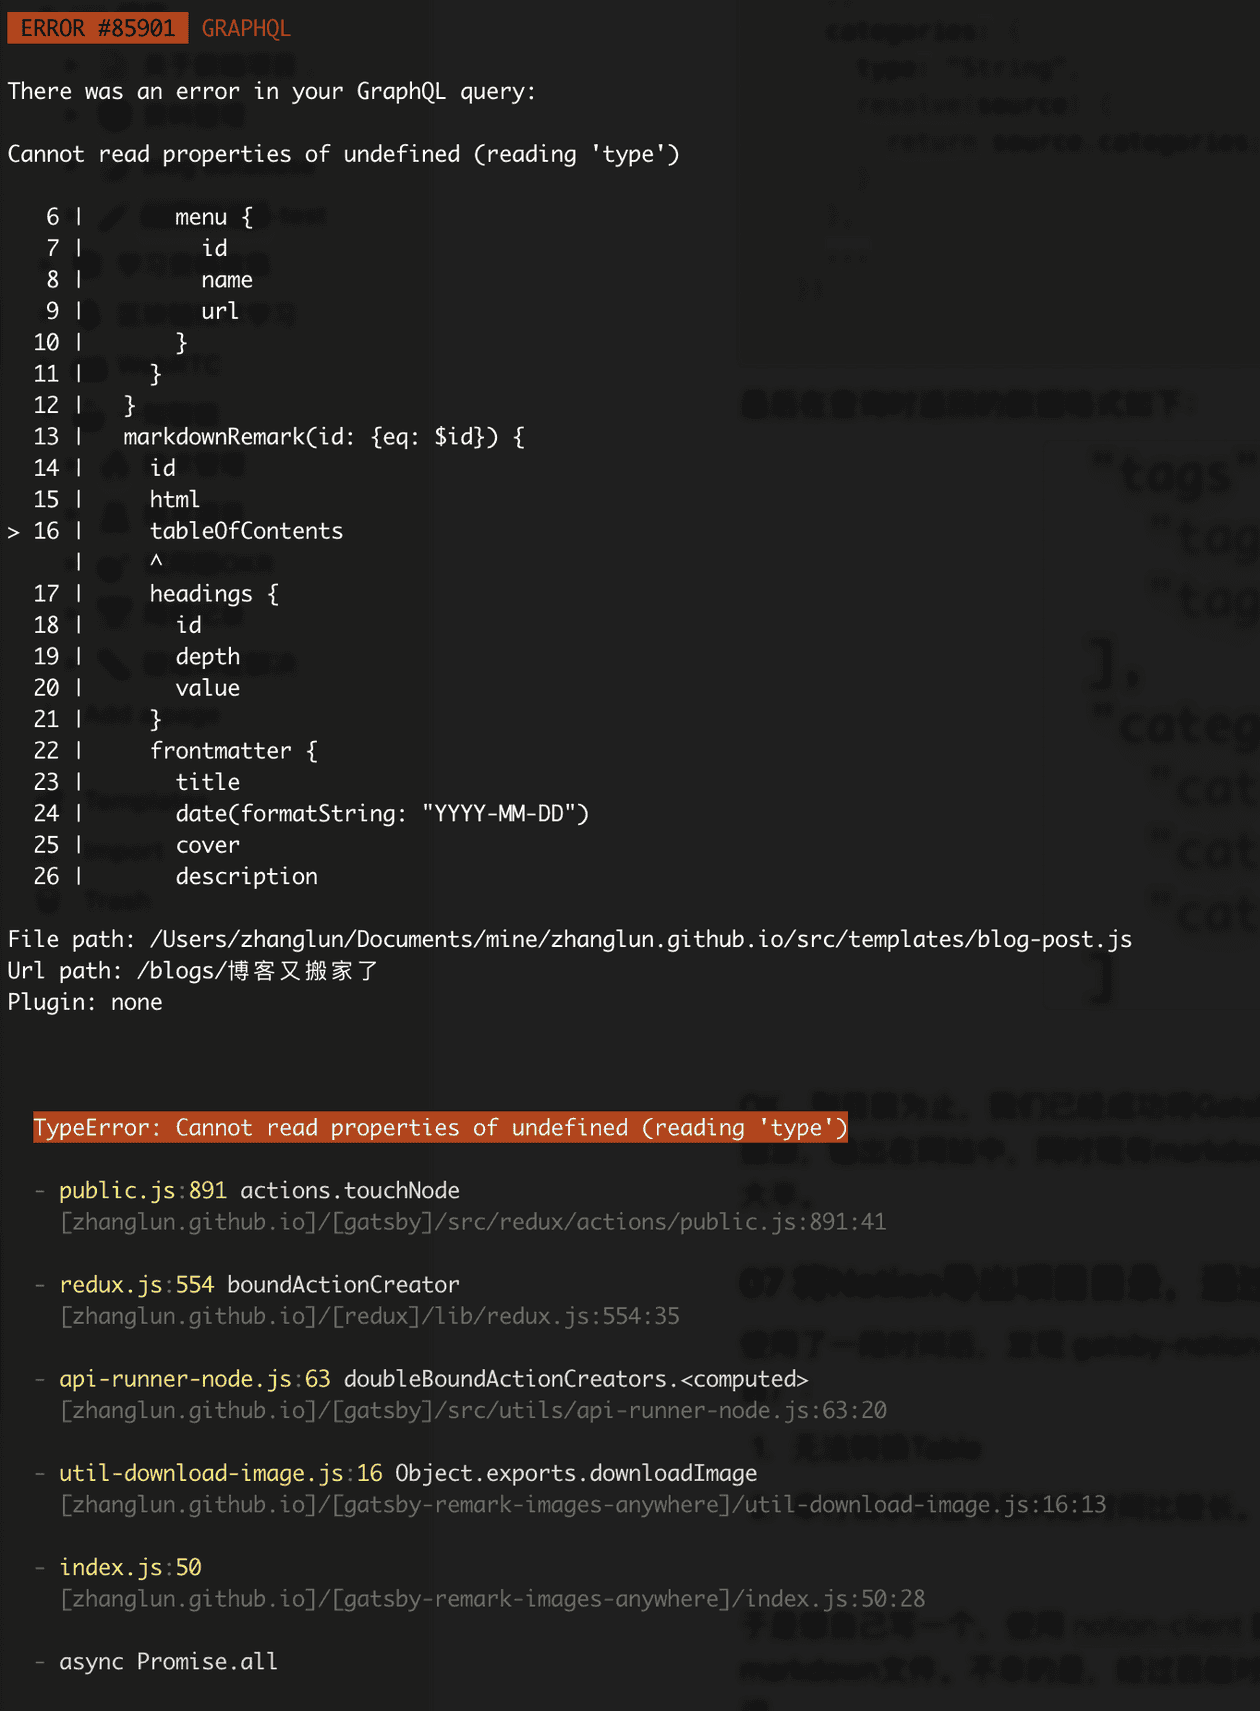 ERROR #85901 GRAPHQL
There was an error in your GraphQL query:
Cannot read properties of undefined (reading 'type')
6 | menu {
7 | id
8 | name
9 | url
10 | }
11 | }
12 | }
13 | markdownRemark(id: {eq: $id}) {
14 | id
15 | html
> 16 | tableOfContents
| ^
17 | headings {
18 | id
19 | depth
20 | value
21 | }
22 | frontmatter {
23 | title
24 | date(formatString: "YYYY-MM-DD")
25 | cover
26 | description
File path: /Users/zhanglun/Documents/mine/zhanglun.github.io/src/templates/blog-post.js
Url path: /blogs/博客又搬家了
Plugin: none
TypeError: Cannot read properties of undefined (reading 'type')
- public.js:891 actions.touchNode
[zhanglun.github.io]/[gatsby]/src/redux/actions/public.js:891:41
- redux.js:554 boundActionCreator
[zhanglun.github.io]/[redux]/lib/redux.js:554:35
- api-runner-node.js:63 doubleBoundActionCreators.<computed>
[zhanglun.github.io]/[gatsby]/src/utils/api-runner-node.js:63:20
- util-download-image.js:16 Object.exports.downloadImage
[zhanglun.github.io]/[gatsby-remark-images-anywhere]/util-download-image.js:16:13
- index.js:50
[zhanglun.github.io]/[gatsby-remark-images-anywhere]/index.js:50:28
- async Promise.all